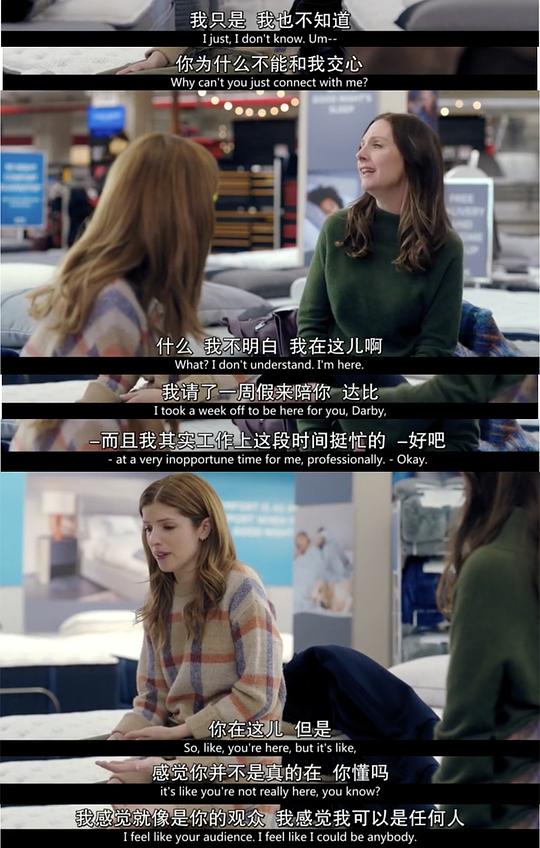 我只是 我也不知道
I just, I don't know. Um--
你为什么不能和我交心
Why can't you just connect with me?
GOOD NIGHT'S
SLEEP
FREE
DELIVERY
AND
UP
什么 我不明白 我在这儿啊
What? I don't understand. I'm here.
我请了一周假来陪你 达比
I took a week off to be here for you, Darby,
–而且我其实工作上这段时间挺忙的 –好吧
- at a very inopportune time for me, professionally. - Okay.
你在这儿 但是
So, like, you're here, but it's like,
感觉你并不是真的在 你懂吗
it's like you're not really here, you know?
我感觉就像是你的观众 我感觉我可以是任何人
I feel like your audience. I feel like I could be anybody.